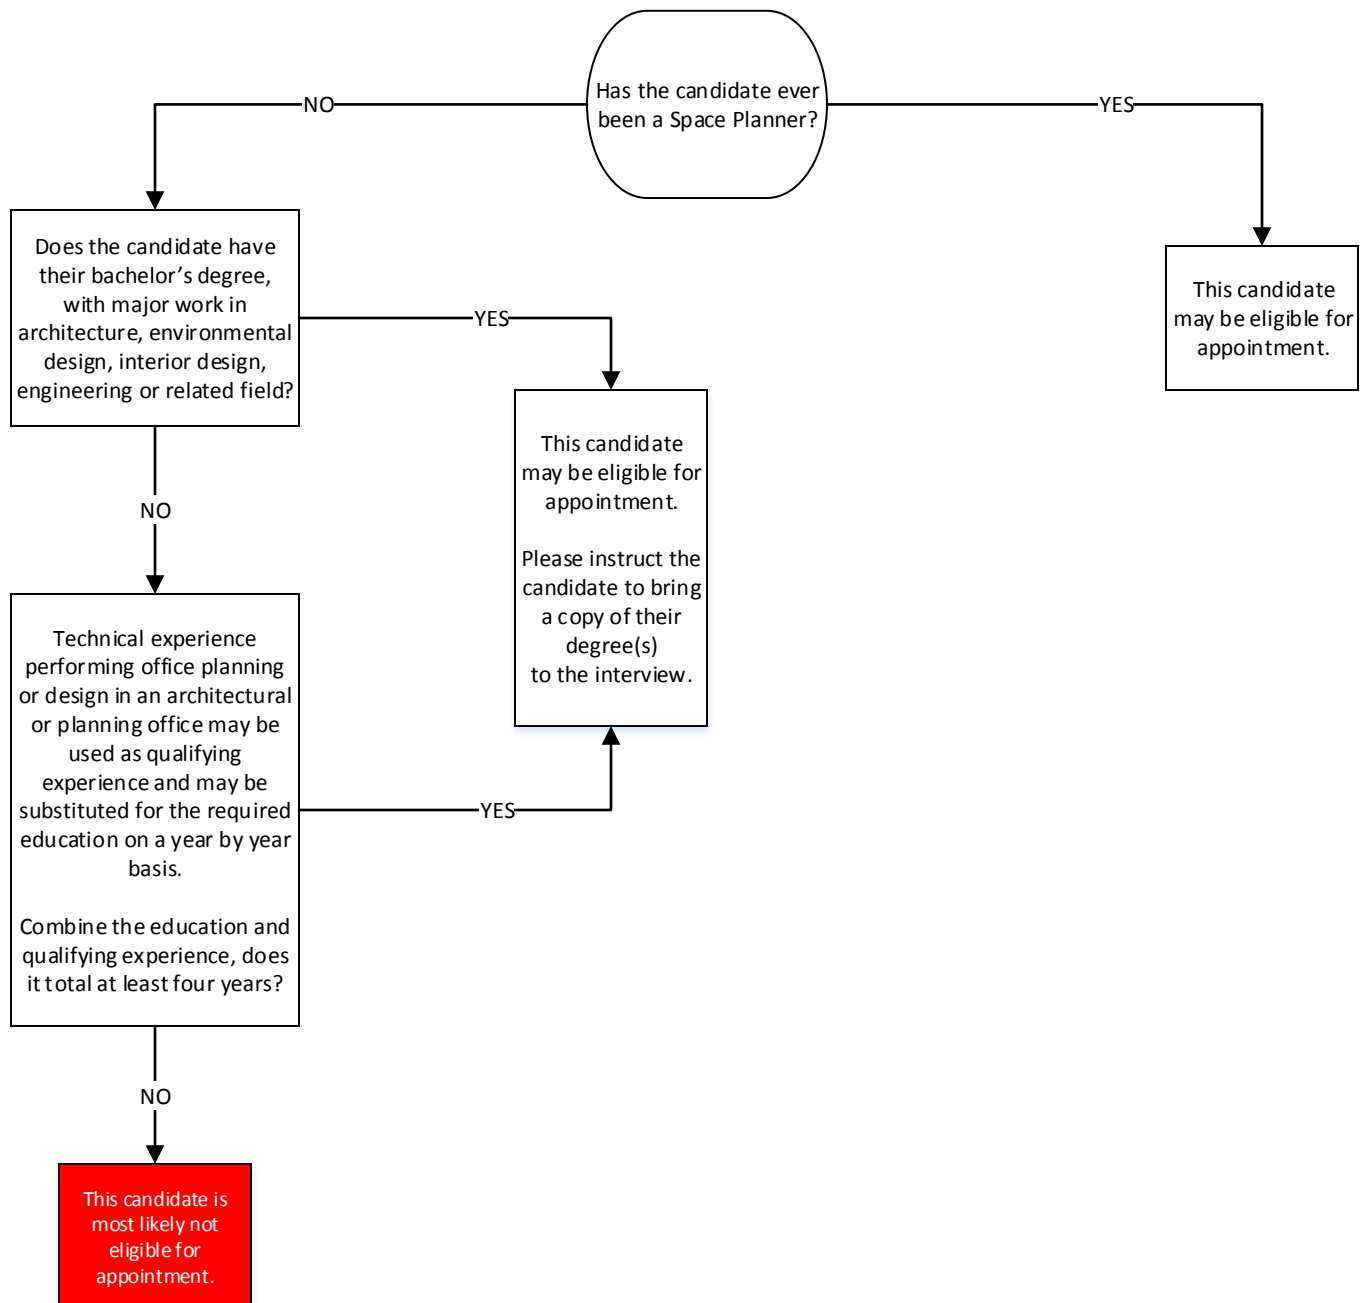 Has the candidate ever
been a Space Planner?
NO
YES
Does the candidate have
their bachelor’s degree,
with major work in
architecture, environmental
design, interior design,
engineering or related field?
YES
This candidate
may be eligible for
appointment.
This candidate
may be eligible for
appointment.
Please instruct the
candidate to bring
a copy of their
degree(s)
to the interview.
NO
Technical experience
performing office planning
or design in an architectural
or planning office may be
used as qualifying
experience and may be
substituted for the required
education on a year by year
basis.
Combine the education and
qualifying experience, does
it total at least four years?
YES
NO
This candidate is
most likely not
eligible for
appointment.